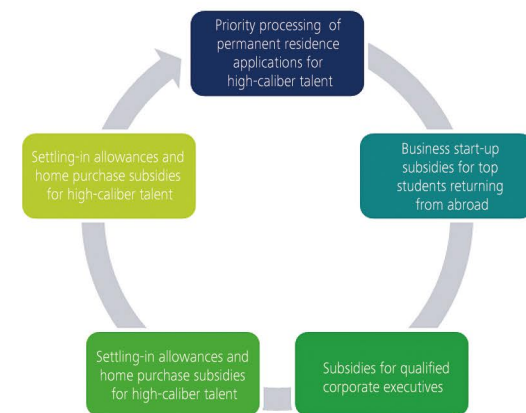 Priority processing of
permanent residence
applications for
high-caliber talent
Business start-up
subsidies for top
students returning
from abroad
Subsidies for qualified
corporate executives
Settling-in allowances and
home purchase subsidies
for high-caliber talent
Settling-in allowances and
home purchase subsidies
for high-caliber talent